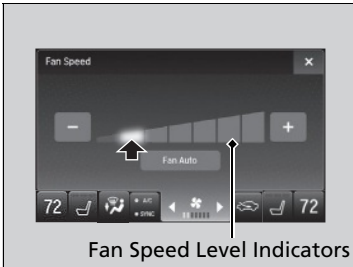 Fan Speed ×
− +
Fan Auto
72 A/C SYNC 72
Fan Speed Level Indicators